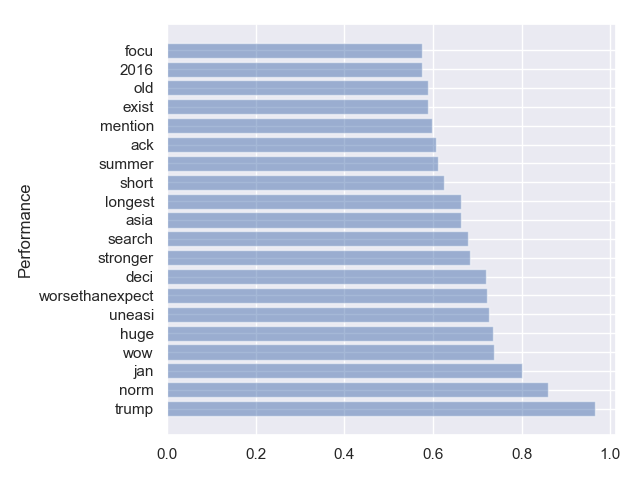 focu
2016
old
exist
mention
ack
summer
short
longest
asia
search
stronger
deci
worsethanexpect
uneasi
huge
wow
jan
norm
trump
Performance
0.0 0.2 0.4 0.6 0.8 1.0